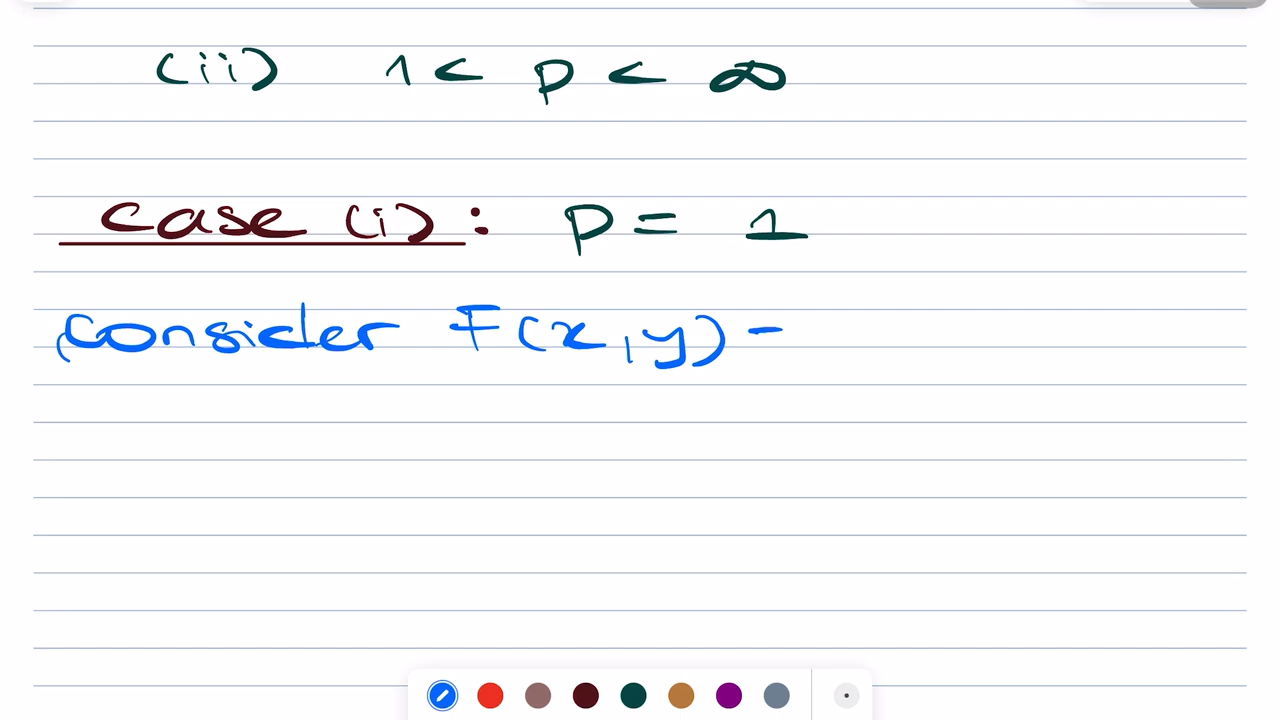 (ii) 1 < p < ∞
case (i): p = 1
consider F(x,y) -